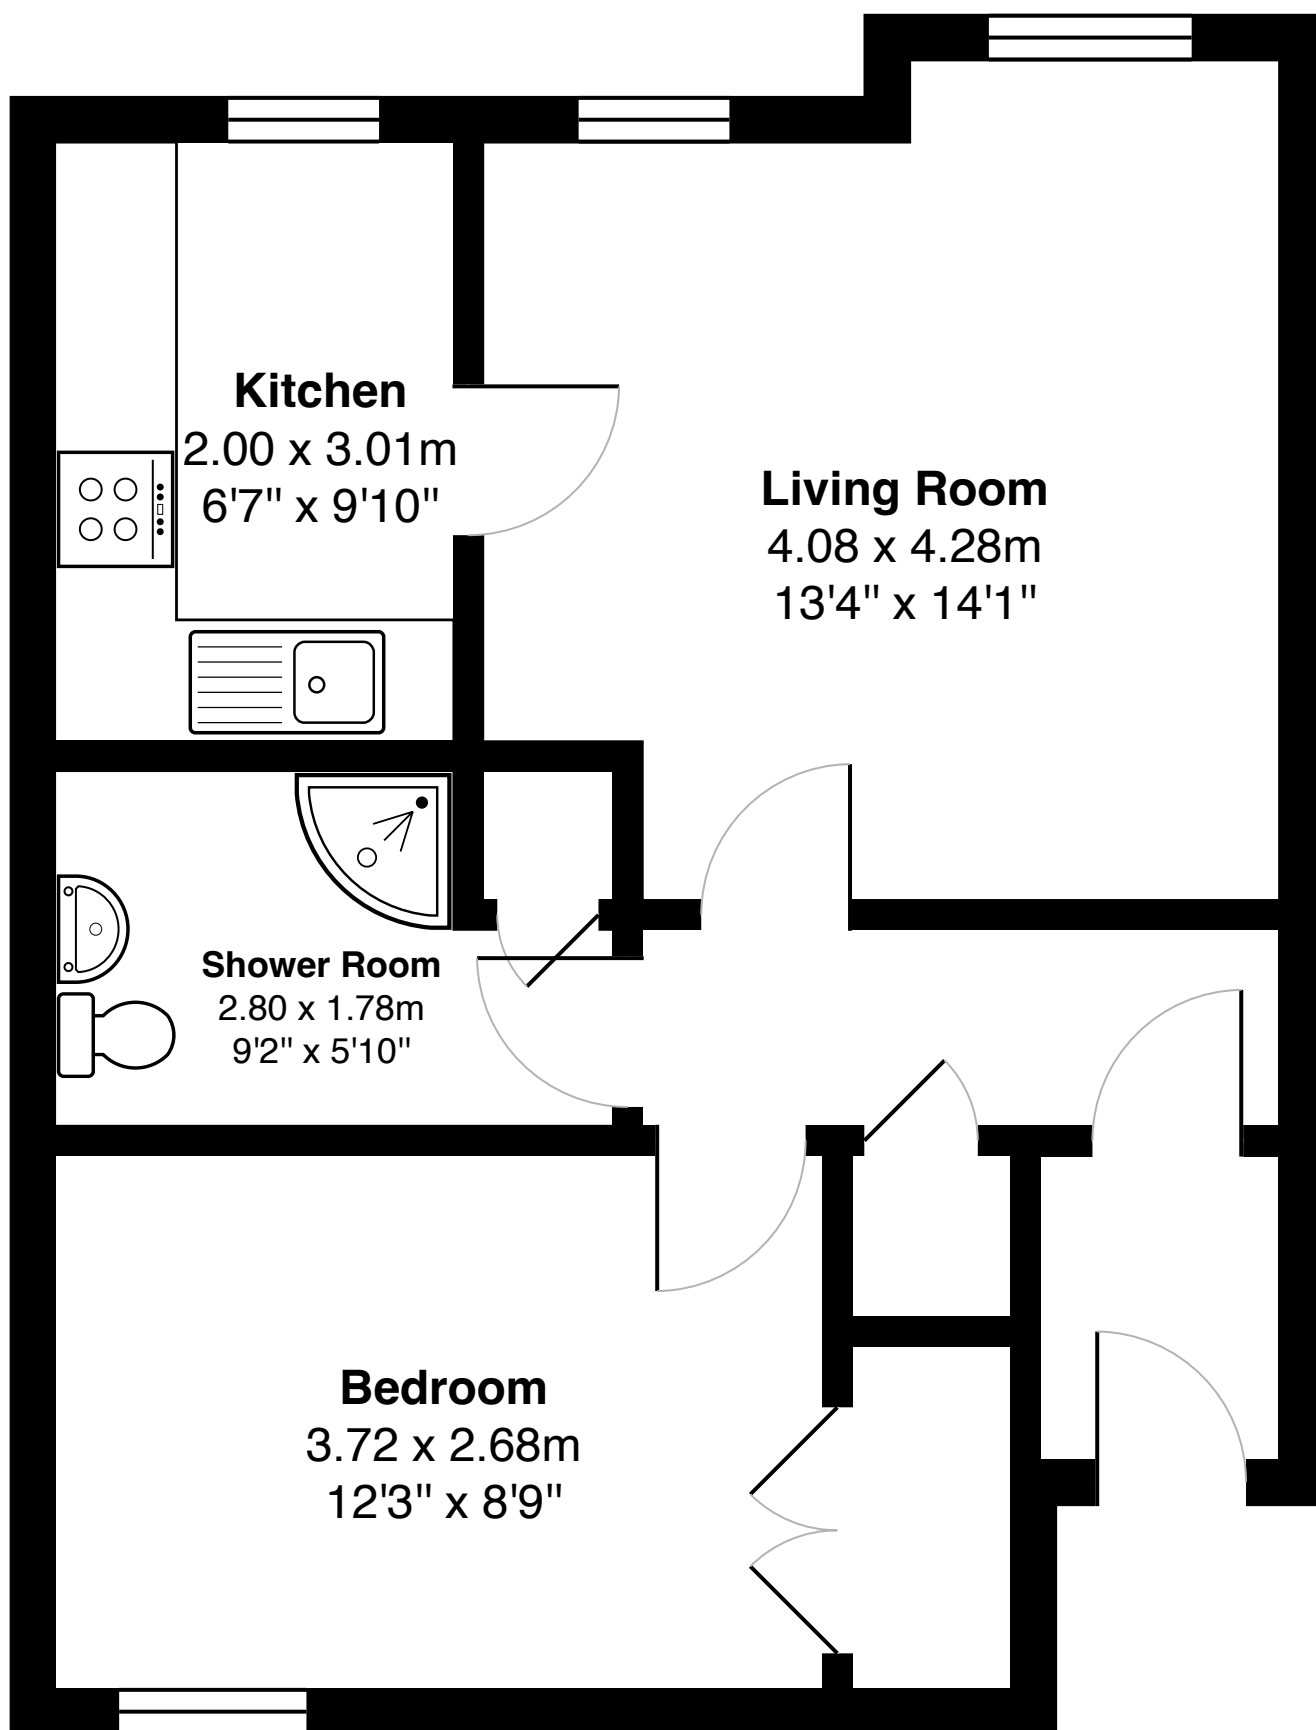 Kitchen
2.00 x 3.01m
6'7" x 9'10"
Living Room
4.08 x 4.28m
13'4" x 14'1"
Shower Room
2.80 x 1.78m
9'2" x 5'10"
Bedroom
3.72 x 2.68m
12'3" x 8'9"